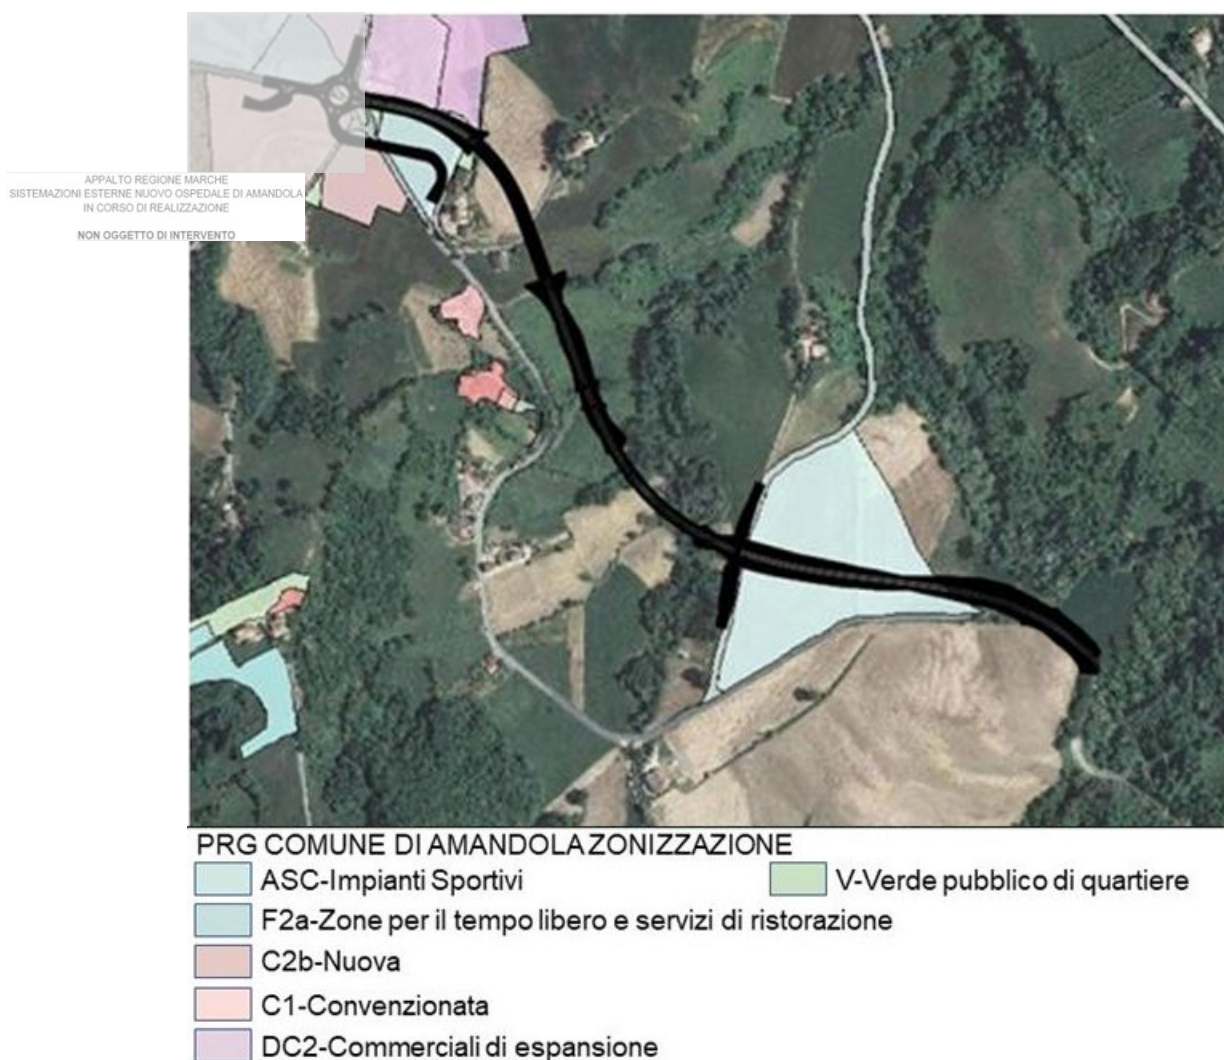 APPALTO REGIONE MARCHE
SISTEMAZIONI ESTERNE NUOVO OSPEDALE DI AMANDOLA
IN CORSO DI REALIZZAZIONE
NON OGGETTO DI INTERVENTO
PRG COMUNE DI AMANDOLA ZONIZZAZIONE
ASC-Impianti Sportivi
V-Verde pubblico di quartiere
F2a-Zone per il tempo libero e servizi di ristorazione
C2b-Nuova
C1-Convenzionata
DC2-Commerciali di espansione